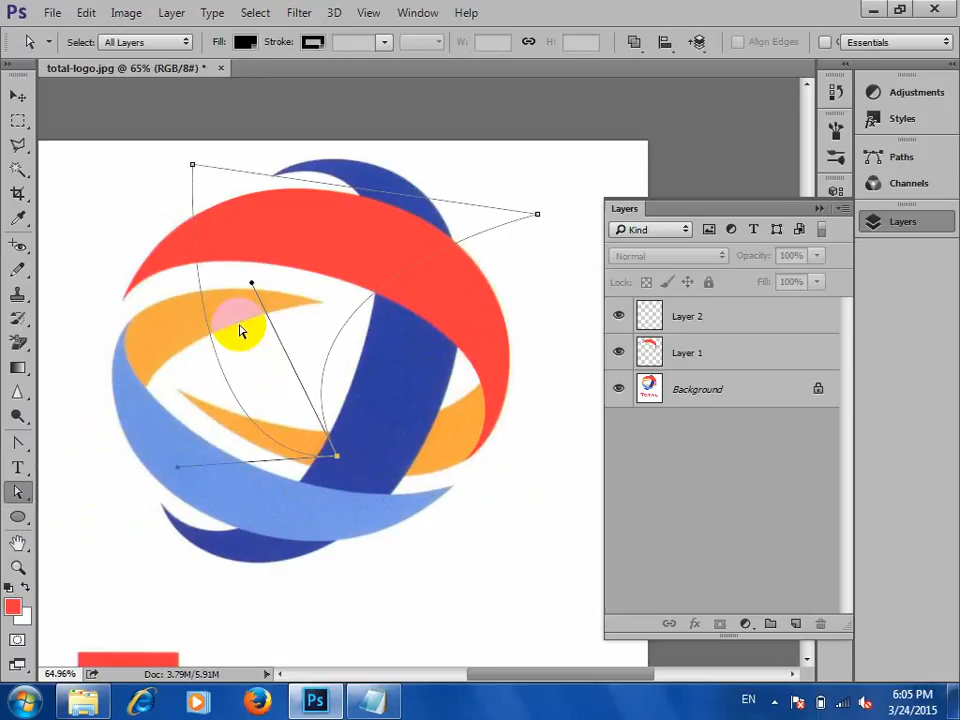 Ps File Edit Image Layer Type Select Filter 3D View Window Help
Select: All Layers Fill: Stroke: W: H: Align Edges Essentials
total-logo.jpg @ 65% (RGB/8#) * ×
Adjustments
Styles
Paths
Channels
Layers
Layers
Kind
Normal Opacity: 100%
Lock: Fill: 100%
Layer 2
Layer 1
Background
64.96% Doc: 3.79M/5.91M
Ps
EN
6:05 PM
3/24/2015